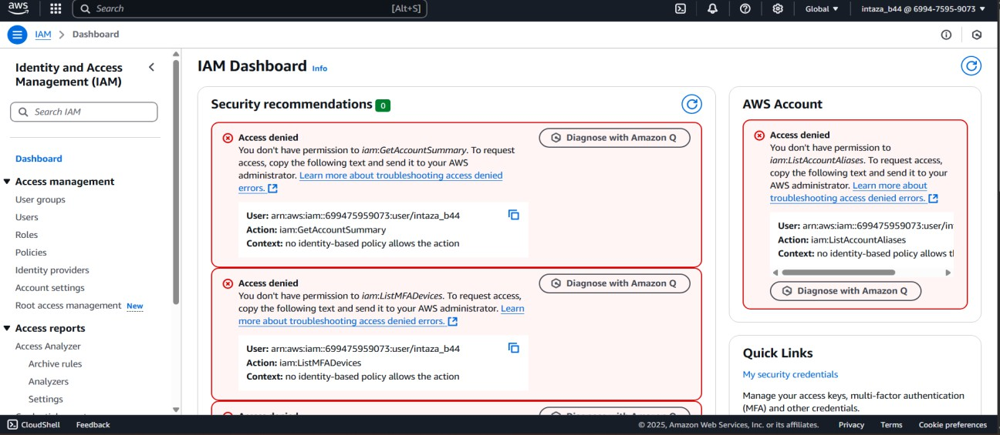 aws
Search
[Alt+S]
Global
intaza_b44 @ 6994-7595-9073
IAM
Dashboard
Identity and Access
Management (IAM)
Search IAM
Dashboard
Access management
User groups
Users
Roles
Policies
Identity providers
Account settings
Root access management New
Access reports
Access Analyzer
Archive rules
Analyzers
Settings
IAM Dashboard Info
Security recommendations 0
Access denied
Diagnose with Amazon Q
You don't have permission to iam:GetAccountSummary. To request
access, copy the following text and send it to your AWS
administrator. Learn more about troubleshooting access denied
errors.
User: arn:aws:iam::699475959073:user/intaza_b44
Action: iam:GetAccountSummary
Context: no identity-based policy allows the action
Access denied
Diagnose with Amazon Q
You don't have permission to iam:ListMFADevices. To request access,
copy the following text and send it to your AWS administrator. Learn
more about troubleshooting access denied errors.
User: arn:aws:iam::699475959073:user/intaza_b44
Action: iam:ListMFADevices
Context: no identity-based policy allows the action
Access denied
Diagnose with Amazon Q
AWS Account
Access denied
You don't have permission to
iam:ListAccountAliases. To request access,
copy the following text and send it to your
AWS administrator. Learn more about
troubleshooting access denied errors.
User: arn:aws:iam::699475959073:user/in
Action: iam:ListAccountAliases
Context: no identity-based policy allows t
Diagnose with Amazon Q
Quick Links
My security credentials
Manage your access keys, multi-factor authentication
(MFA) and other credentials.
CloudShell
Feedback
© 2025, Amazon Web Services, Inc. or its affiliates.
Privacy
Terms
Cookie preferences